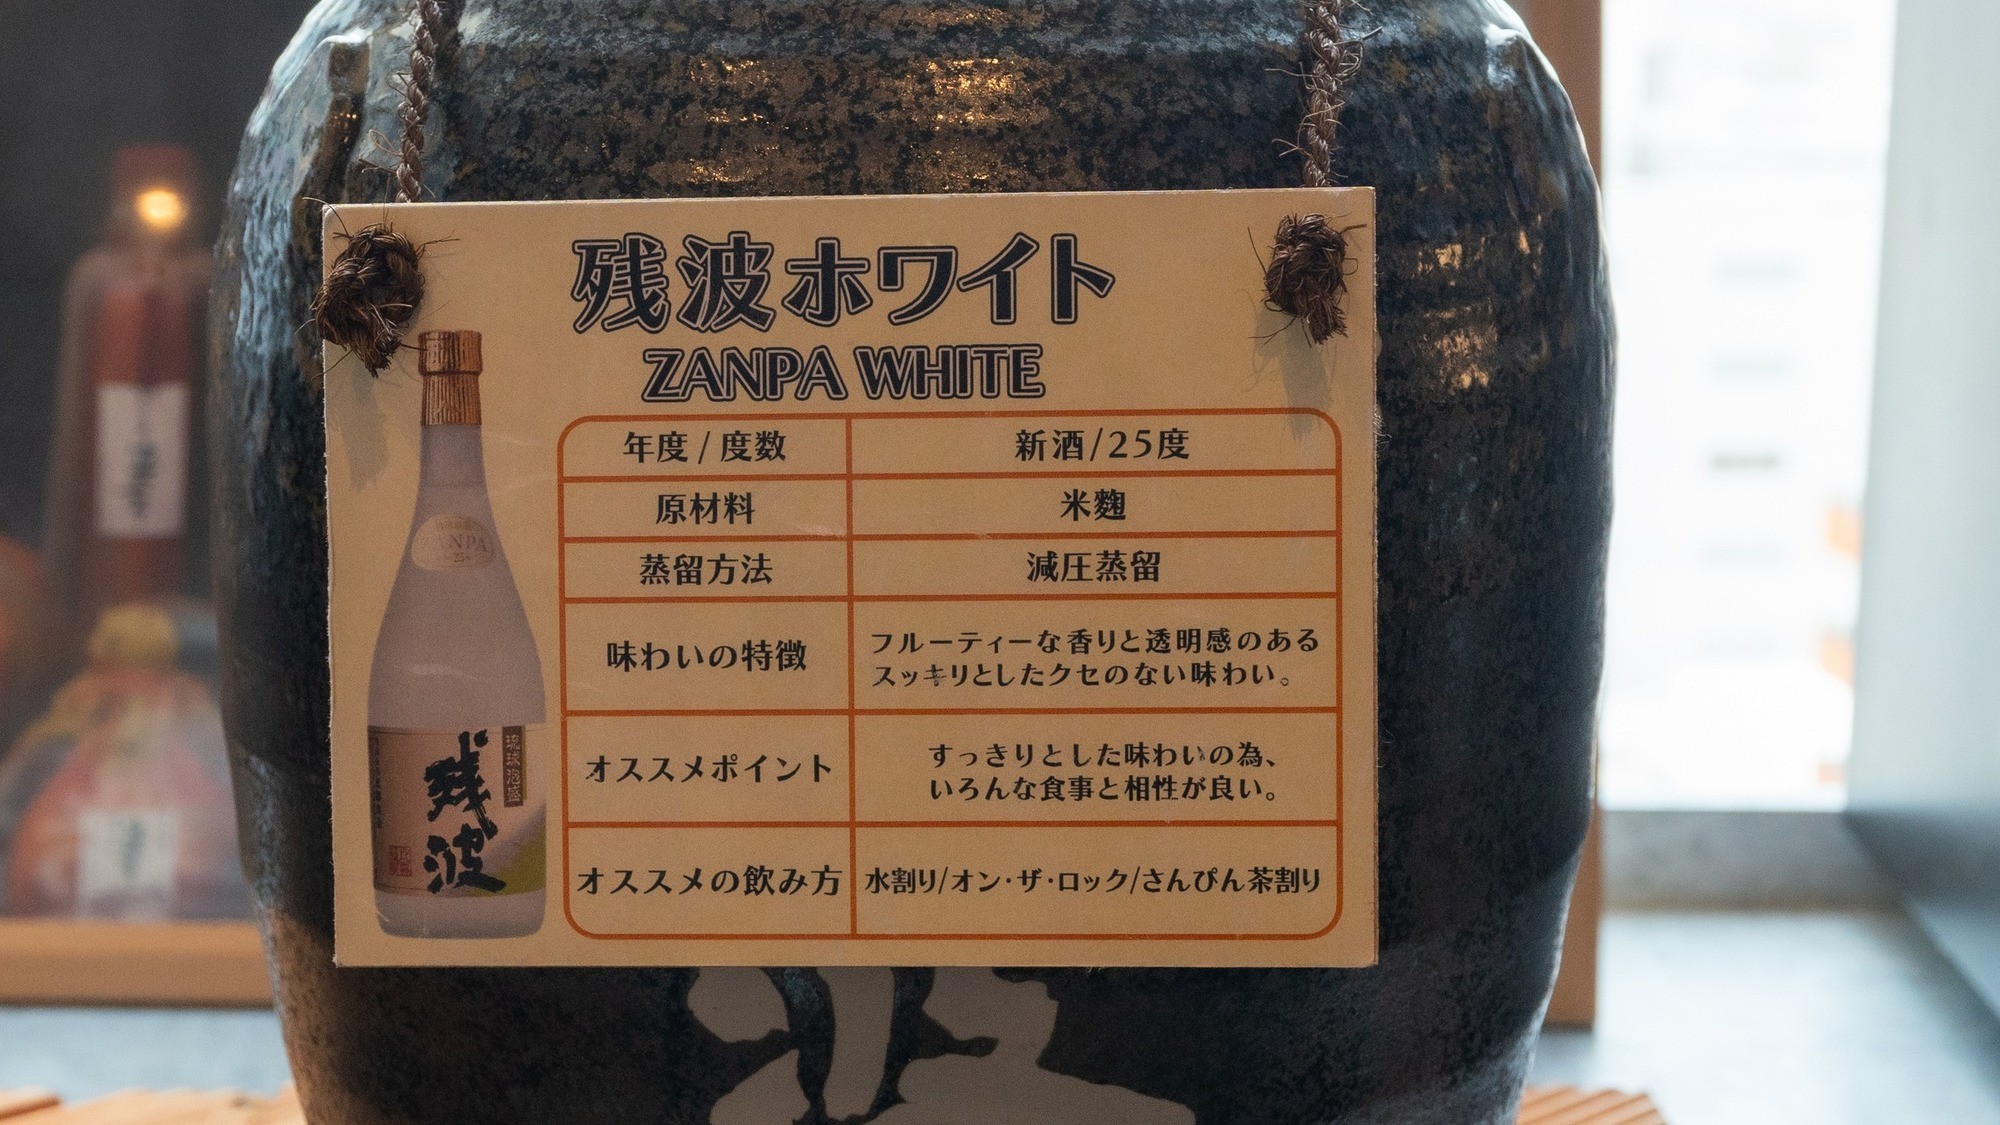 残波ホワイト
ZANPA WHITE
年度 / 度数
新酒/25度
原材料
米麹
蒸留方法
減圧蒸留
味わいの特徴
フルーティーな香りと透明感のある
スッキリとしたクセのない味わい。
オススメポイント
すっきりとした味わいの為、
いろんな食事と相性が良い。
オススメの飲み方
水割り/オン・ザ・ロック/さんぴん茶割り
ZANPA
25
琉球泡盛
残波